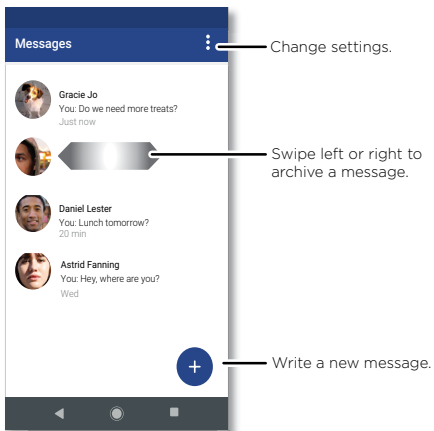 Messages
Change settings.
Gracie Jo
You: Do we need more treats?
Just now
Swipe left or right to
archive a message.
Daniel Lester
You: Lunch tomorrow?
20 min
Astrid Fanning
You: Hey, where are you?
Wed
Write a new message.